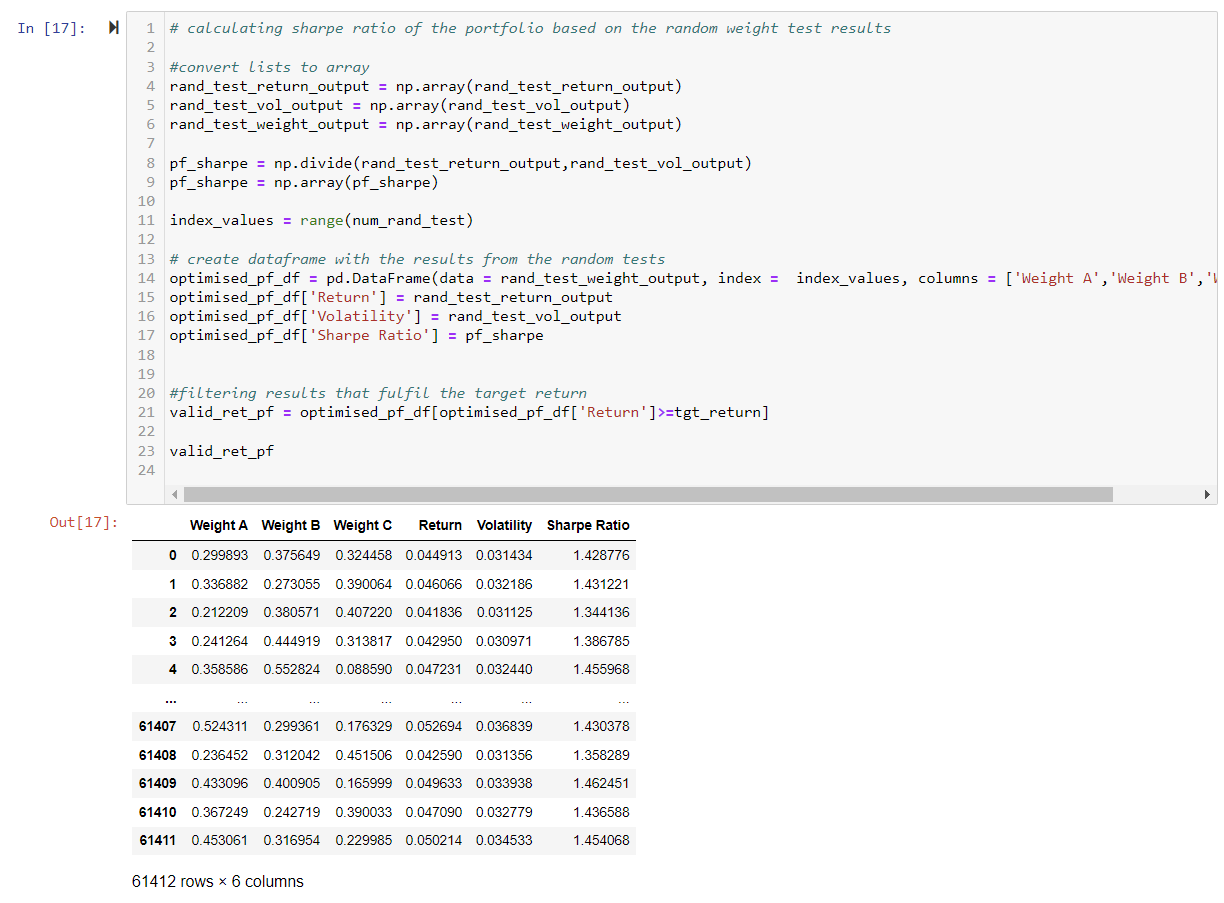 In [17]:
1 # calculating sharpe ratio of the portfolio based on the random weight test results
2
3 #convert lists to array
4 rand_test_return_output = np.array(rand_test_return_output)
5 rand_test_vol_output = np.array(rand_test_vol_output)
6 rand_test_weight_output = np.array(rand_test_weight_output)
7
8 pf_sharpe = np.divide(rand_test_return_output,rand_test_vol_output)
9 pf_sharpe = np.array(pf_sharpe)
10
11 index_values = range(num_rand_test)
12
13 # create dataframe with the results from the random tests
14 optimised_pf_df = pd.DataFrame(data = rand_test_weight_output, index =  index_values, columns = ['Weight A','Weight B','
15 optimised_pf_df['Return'] = rand_test_return_output
16 optimised_pf_df['Volatility'] = rand_test_vol_output
17 optimised_pf_df['Sharpe Ratio'] = pf_sharpe
18
19
20 #filtering results that fulfil the target return
21 valid_ret_pf = optimised_pf_df[optimised_pf_df['Return']>=tgt_return]
22
23 valid_ret_pf
24
Out[17]:
Weight A Weight B Weight C Return Volatility Sharpe Ratio
0 0.299893 0.375649 0.324458 0.044913 0.031434 1.428776
1 0.336882 0.273055 0.390064 0.046066 0.032186 1.431221
2 0.212209 0.380571 0.407220 0.041836 0.031125 1.344136
3 0.241264 0.444919 0.313817 0.042950 0.030971 1.386785
4 0.358586 0.552824 0.088590 0.047231 0.032440 1.455968
... ... ... ... ... ... ...
61407 0.524311 0.299361 0.176329 0.052694 0.036839 1.430378
61408 0.236452 0.312042 0.451506 0.042590 0.031356 1.358289
61409 0.433096 0.400905 0.165999 0.049633 0.033938 1.462451
61410 0.367249 0.242719 0.390033 0.047090 0.032779 1.436588
61411 0.453061 0.316954 0.229985 0.050214 0.034533 1.454068
61412 rows × 6 columns